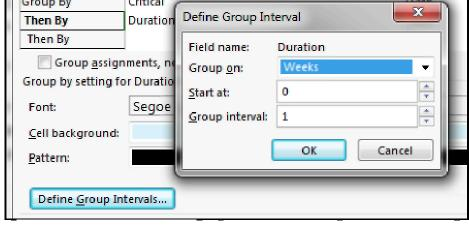 Group By Critical
Then By Duration
Then By
Group assignments, no
Group by setting for Duratio
Font: Segoe
Cell background:
Pattern:
Define Group Intervals...
Define Group Interval
Field name: Duration
Group on: Weeks
Start at: 0
Group interval: 1
OK Cancel